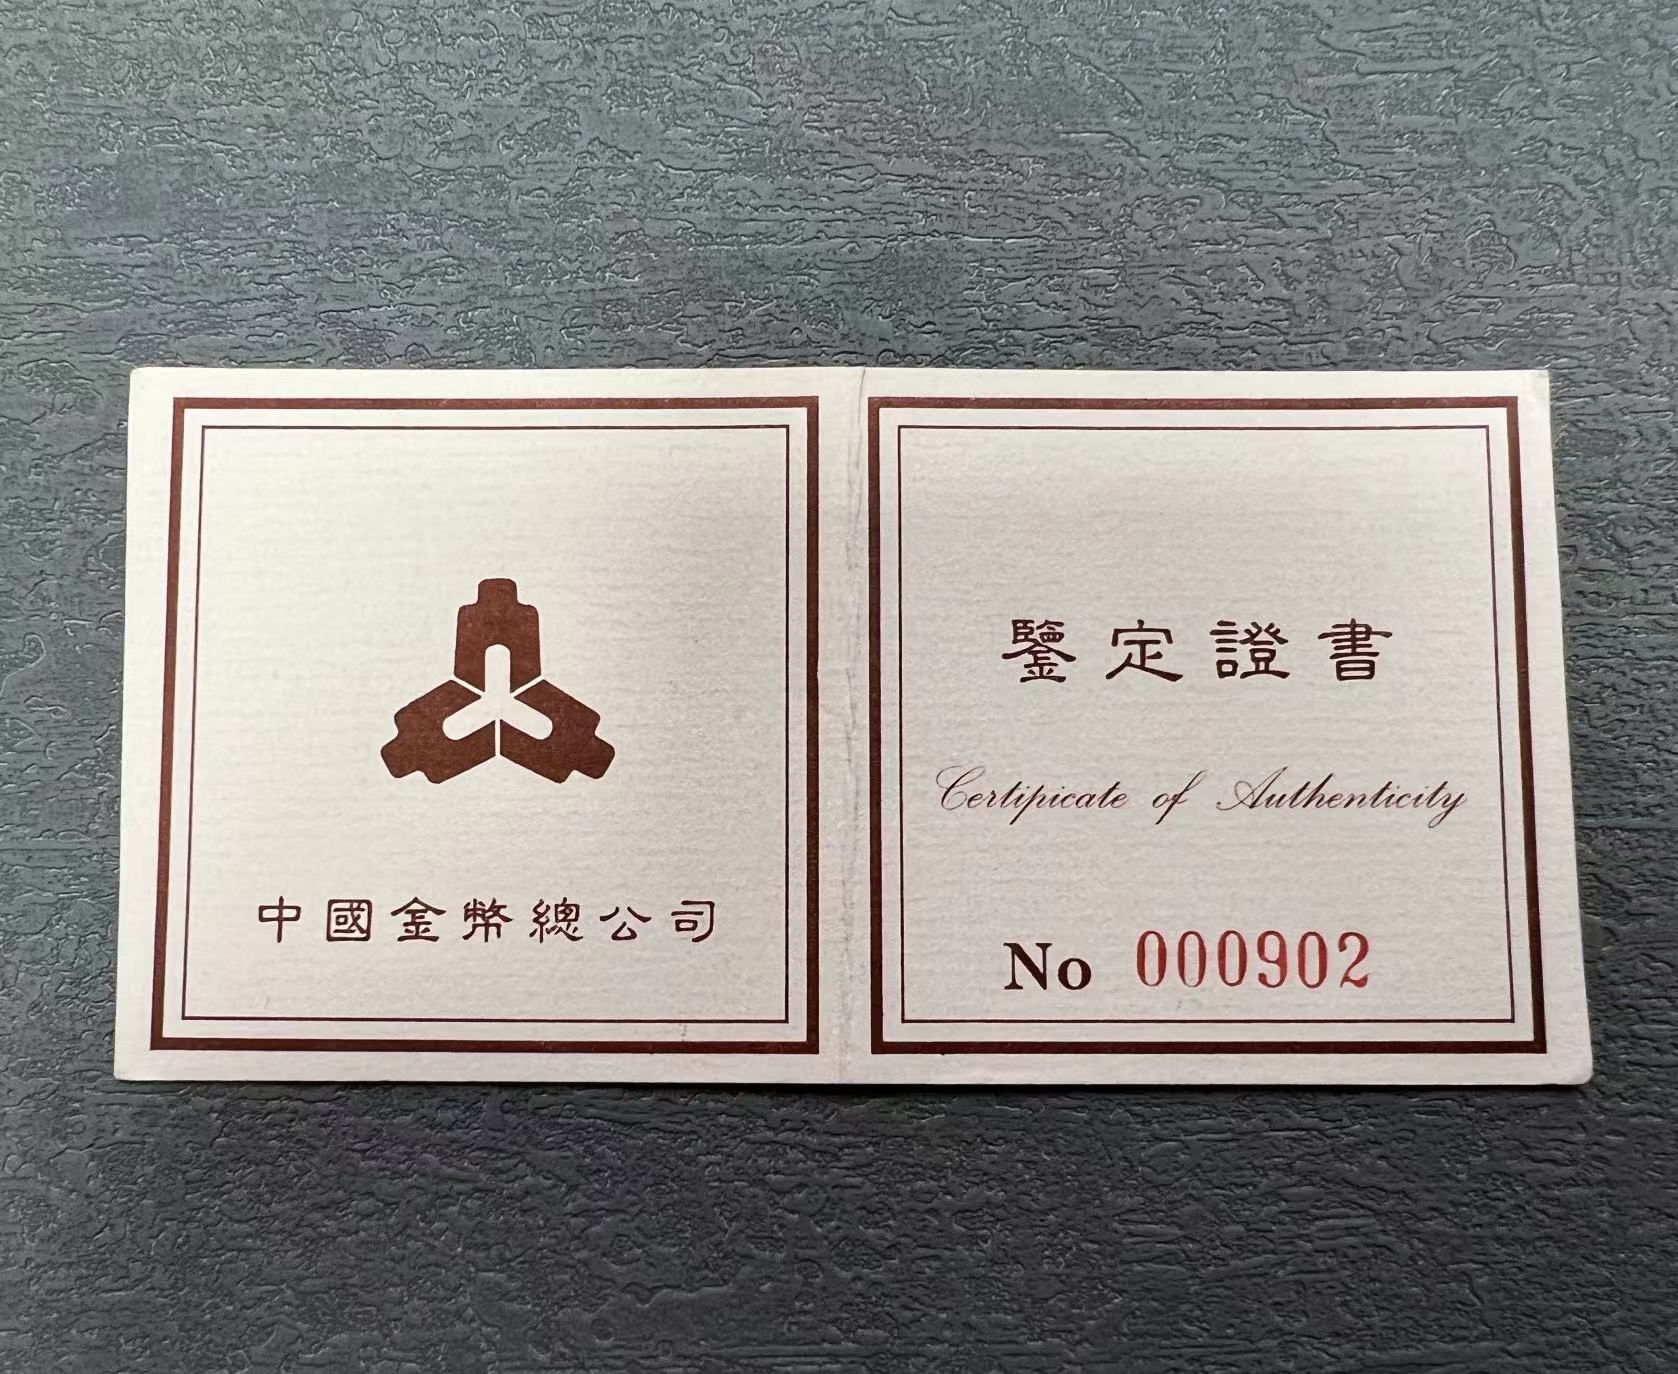 中國金幣總公司
鑒定證書
Certificate of Authenticity
No 000902